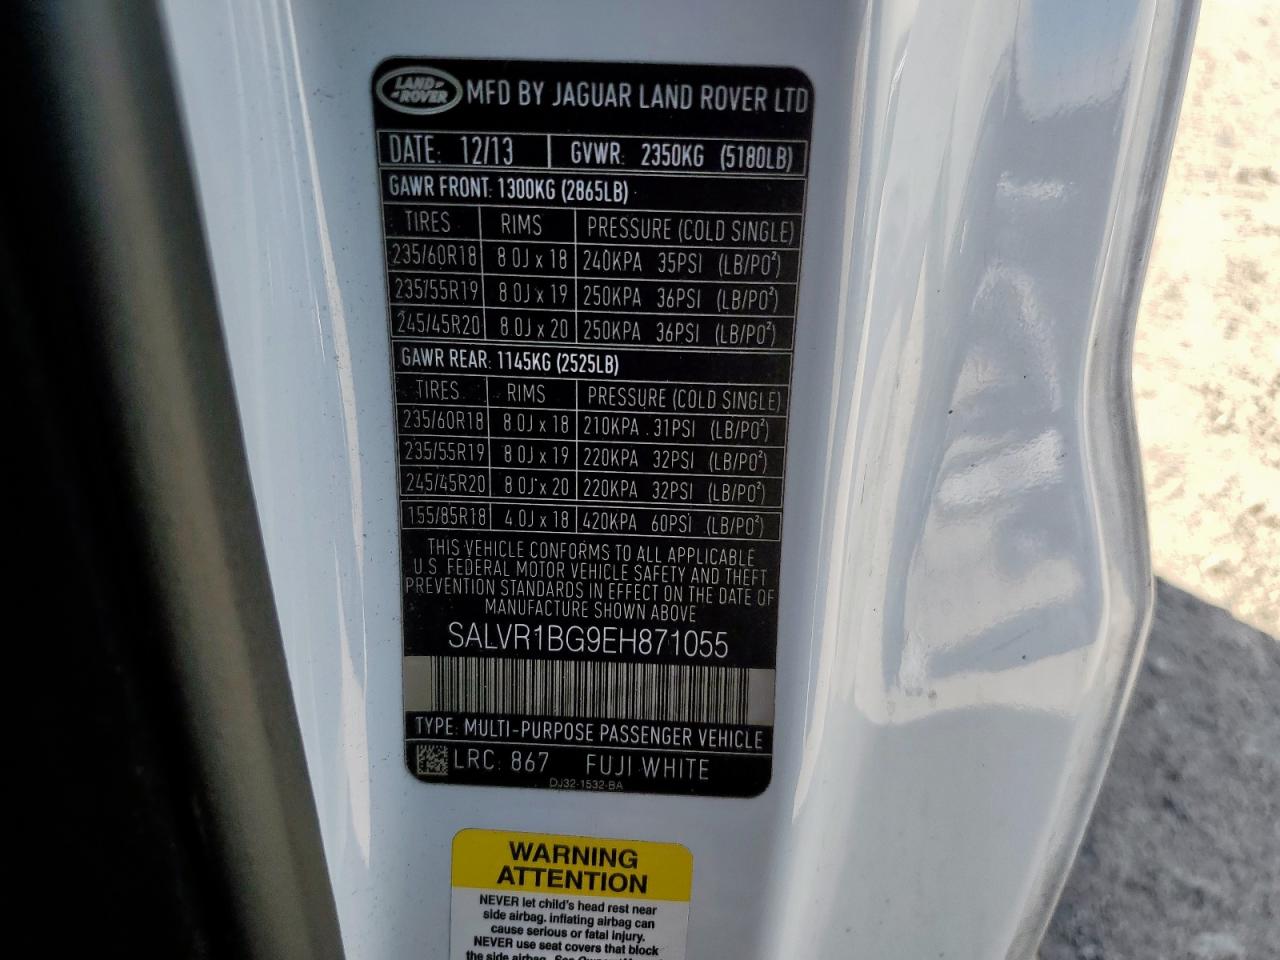 LAND ROVER MFD BY JAGUAR LAND ROVER LTD
DATE: 12/13 GVWR: 2350KG (5180LB)
GAWR FRONT: 1300KG (2865LB)
TIRES RIMS PRESSURE (COLD SINGLE)
235/60R18 8.0J x 18 240KPA 35PSI (LB/PO²)
235/55R19 8.0J x 19 250KPA 36PSI (LB/PO²)
245/45R20 8.0J x 20 250KPA 36PSI (LB/PO²)
GAWR REAR: 1145KG (2525LB)
TIRES RIMS PRESSURE (COLD SINGLE)
235/60R18 8.0J x 18 210KPA 31PSI (LB/PO²)
235/55R19 8.0J x 19 220KPA 32PSI (LB/PO²)
245/45R20 8.0J x 20 220KPA 32PSI (LB/PO²)
155/85R18 4.0J x 18 420KPA 60PSI (LB/PO²)
THIS VEHICLE CONFORMS TO ALL APPLICABLE
U.S. FEDERAL MOTOR VEHICLE SAFETY AND THEFT
PREVENTION STANDARDS IN EFFECT ON THE DATE OF
MANUFACTURE SHOWN ABOVE
SALVR1BG9EH871055
TYPE: MULTI-PURPOSE PASSENGER VEHICLE
LRC: 867 FUJI WHITE
DJ32-1532-BA
WARNING
ATTENTION
NEVER let child's head rest near
side airbag. inflating airbag can
cause serious or fatal injury.
NEVER use seat covers that block
the side airbag. See